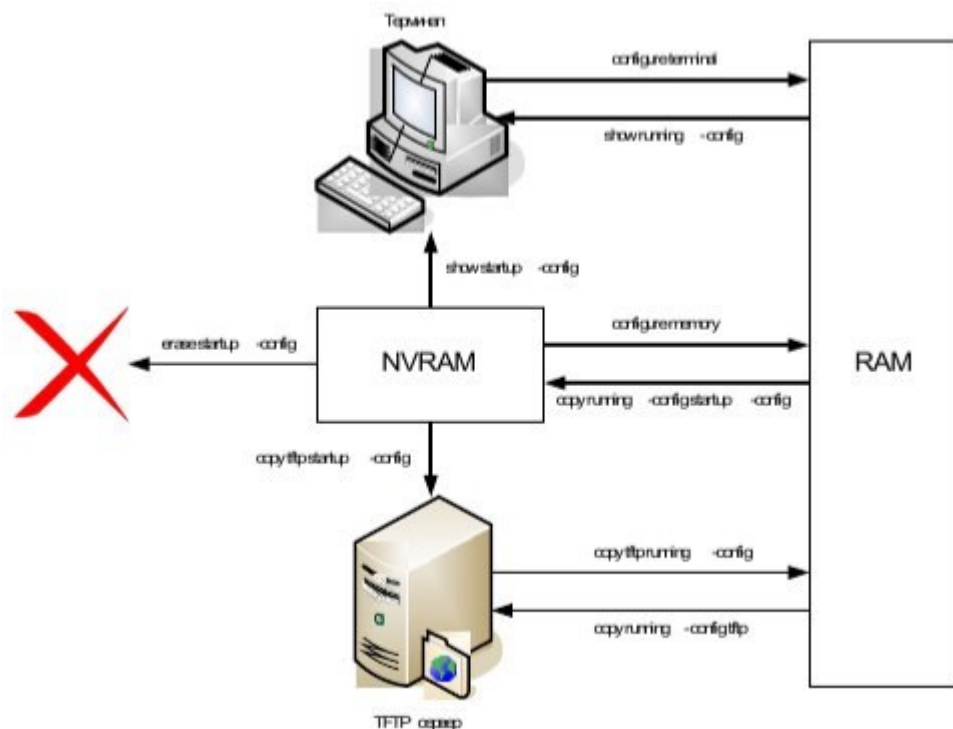 Терминал
configure terminal
show running -config
show startup -config
erase startup -config
NVRAM
configure memory
RAM
copy running -config startup -config
copy tftp startup -config
copy tftp running -config
copy running -config tftp
TFTP сервер